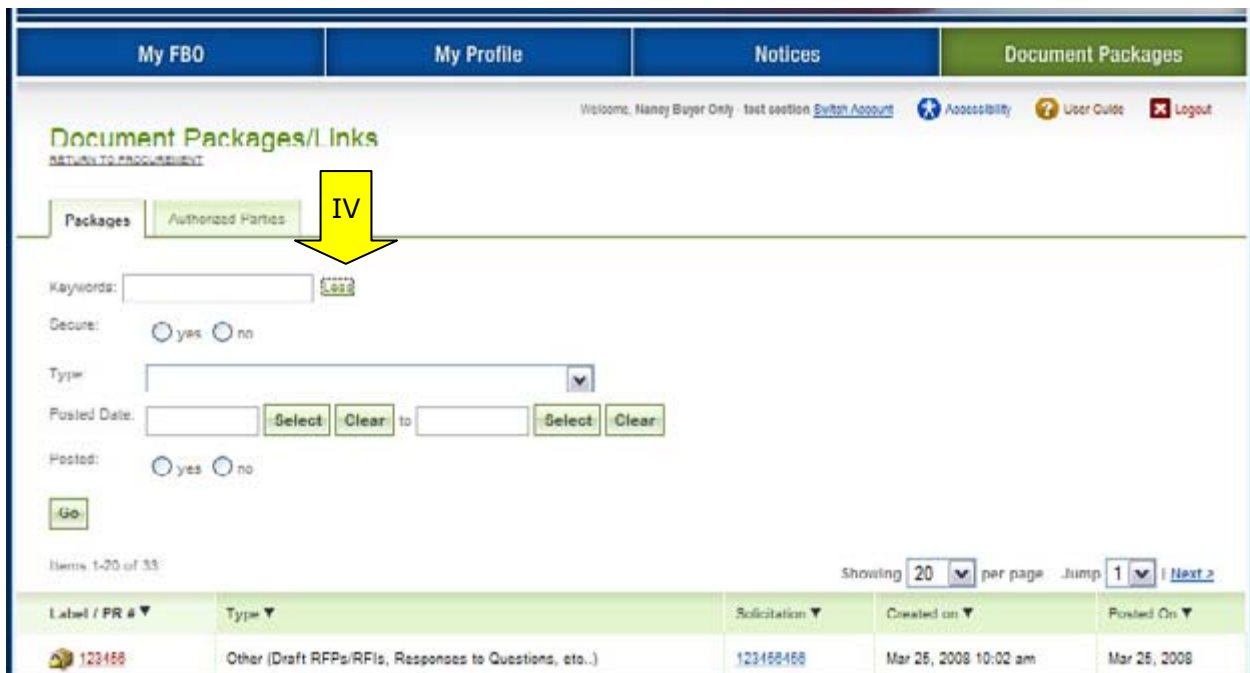 My FBO My Profile Notices Document Packages
Welcome, Nancy Buyer Only - test section Switch Account Accessibility User Guide Logout
Document Packages/Links
RETURN TO PROCUREMENT
IV
Packages Authorized Parties
Keywords: Less
Secure: yes no
Type:
Posted Date: Select Clear to Select Clear
Posted: yes no
Go
Items 1-20 of 33
Showing 20 per page Jump 1 | Next >
Label / PR # ▼ Type ▼ Solicitation ▼ Created on ▼ Posted On ▼
123456 Other (Draft RFPs/RFIs, Responses to Questions, etc..) 123456456 Mar 25, 2008 10:02 am Mar 25, 2008